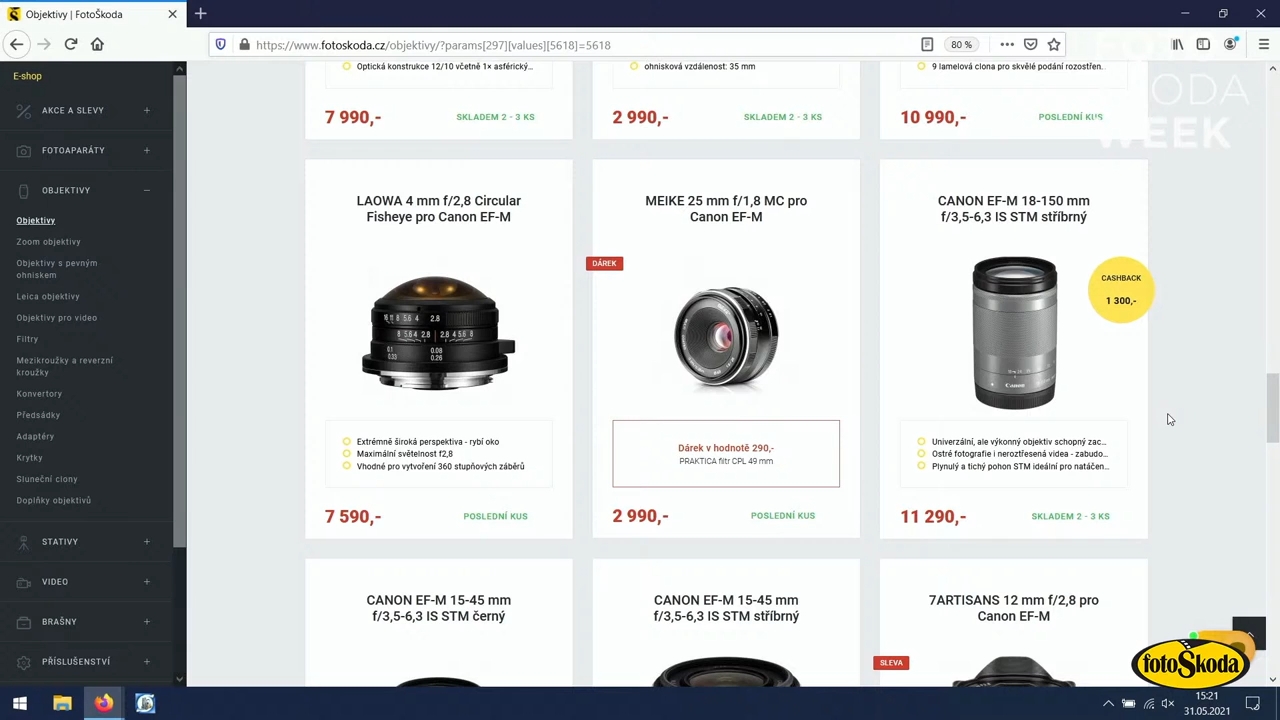 Objektivy | FotoŠkoda
https://www.fotoskoda.cz/objektivy/?params[297][values][5618]=5618
80 %
E-shop
AKCE A SLEVY
FOTOAPARÁTY
OBJEKTIVY
Objektivy
Zoom objektivy
Objektivy s pevným
ohniskem
Leica objektivy
Objektivy pro video
Filtry
Mezikroužky a reverzní
kroužky
Konvertory
Předsádky
Adaptéry
Krytky
Sluneční clony
Doplňky objektivů
STATIVY
VIDEO
BRAŠNY
PŘÍSLUŠENSTVÍ
Optická konstrukce 12/10 včetně 1× asférický...
7 990,- SKLADEM 2 - 3 KS
ohnisková vzdálenost: 35 mm
2 990,- SKLADEM 2 - 3 KS
9 lamelová clona pro skvělé podání rozostřen...
10 990,- POSLEDNÍ KUS
ŠKODA
WEEK
LAOWA 4 mm f/2,8 Circular
Fisheye pro Canon EF-M
Extrémně široká perspektiva - rybí oko
Maximální světelnost f2,8
Vhodné pro vytvoření 360 stupňových záběrů
7 590,- POSLEDNÍ KUS
MEIKE 25 mm f/1,8 MC pro
Canon EF-M
DÁREK
Dárek v hodnotě 290,-
PRAKTICA filtr CPL 49 mm
2 990,- POSLEDNÍ KUS
CANON EF-M 18-150 mm
f/3,5-6,3 IS STM stříbrný
CASHBACK
1 300,-
Canon
Univerzální, ale výkonný objektiv schopný zac...
Ostré fotografie i neroztřesená videa - zabudo...
Plynulý a tichý pohon STM ideální pro natáčen...
11 290,- SKLADEM 2 - 3 KS
CANON EF-M 15-45 mm
f/3,5-6,3 IS STM černý
CANON EF-M 15-45 mm
f/3,5-6,3 IS STM stříbrný
7ARTISANS 12 mm f/2,8 pro
Canon EF-M
SLEVA
fotoŠkoda
15:21
31.05.2021